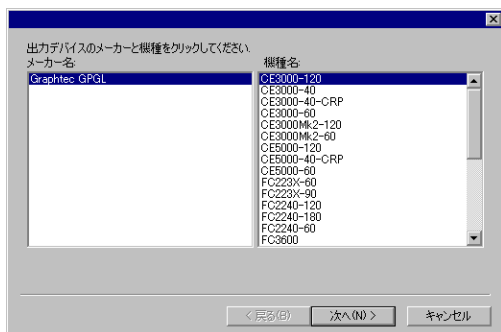 出力デバイスのメーカーと機種をクリックしてください.
メーカー名:
機種名:
Graphtec GPGL
CE3000-120
CE3000-40
CE3000-40-CRP
CE3000-60
CE3000Mk2-120
CE3000Mk2-60
CE5000-120
CE5000-40-CRP
CE5000-60
FC223X-60
FC223X-90
FC2240-120
FC2240-180
FC2240-60
FC3600
< 戻る(B)
次へ(N) >
キャンセル